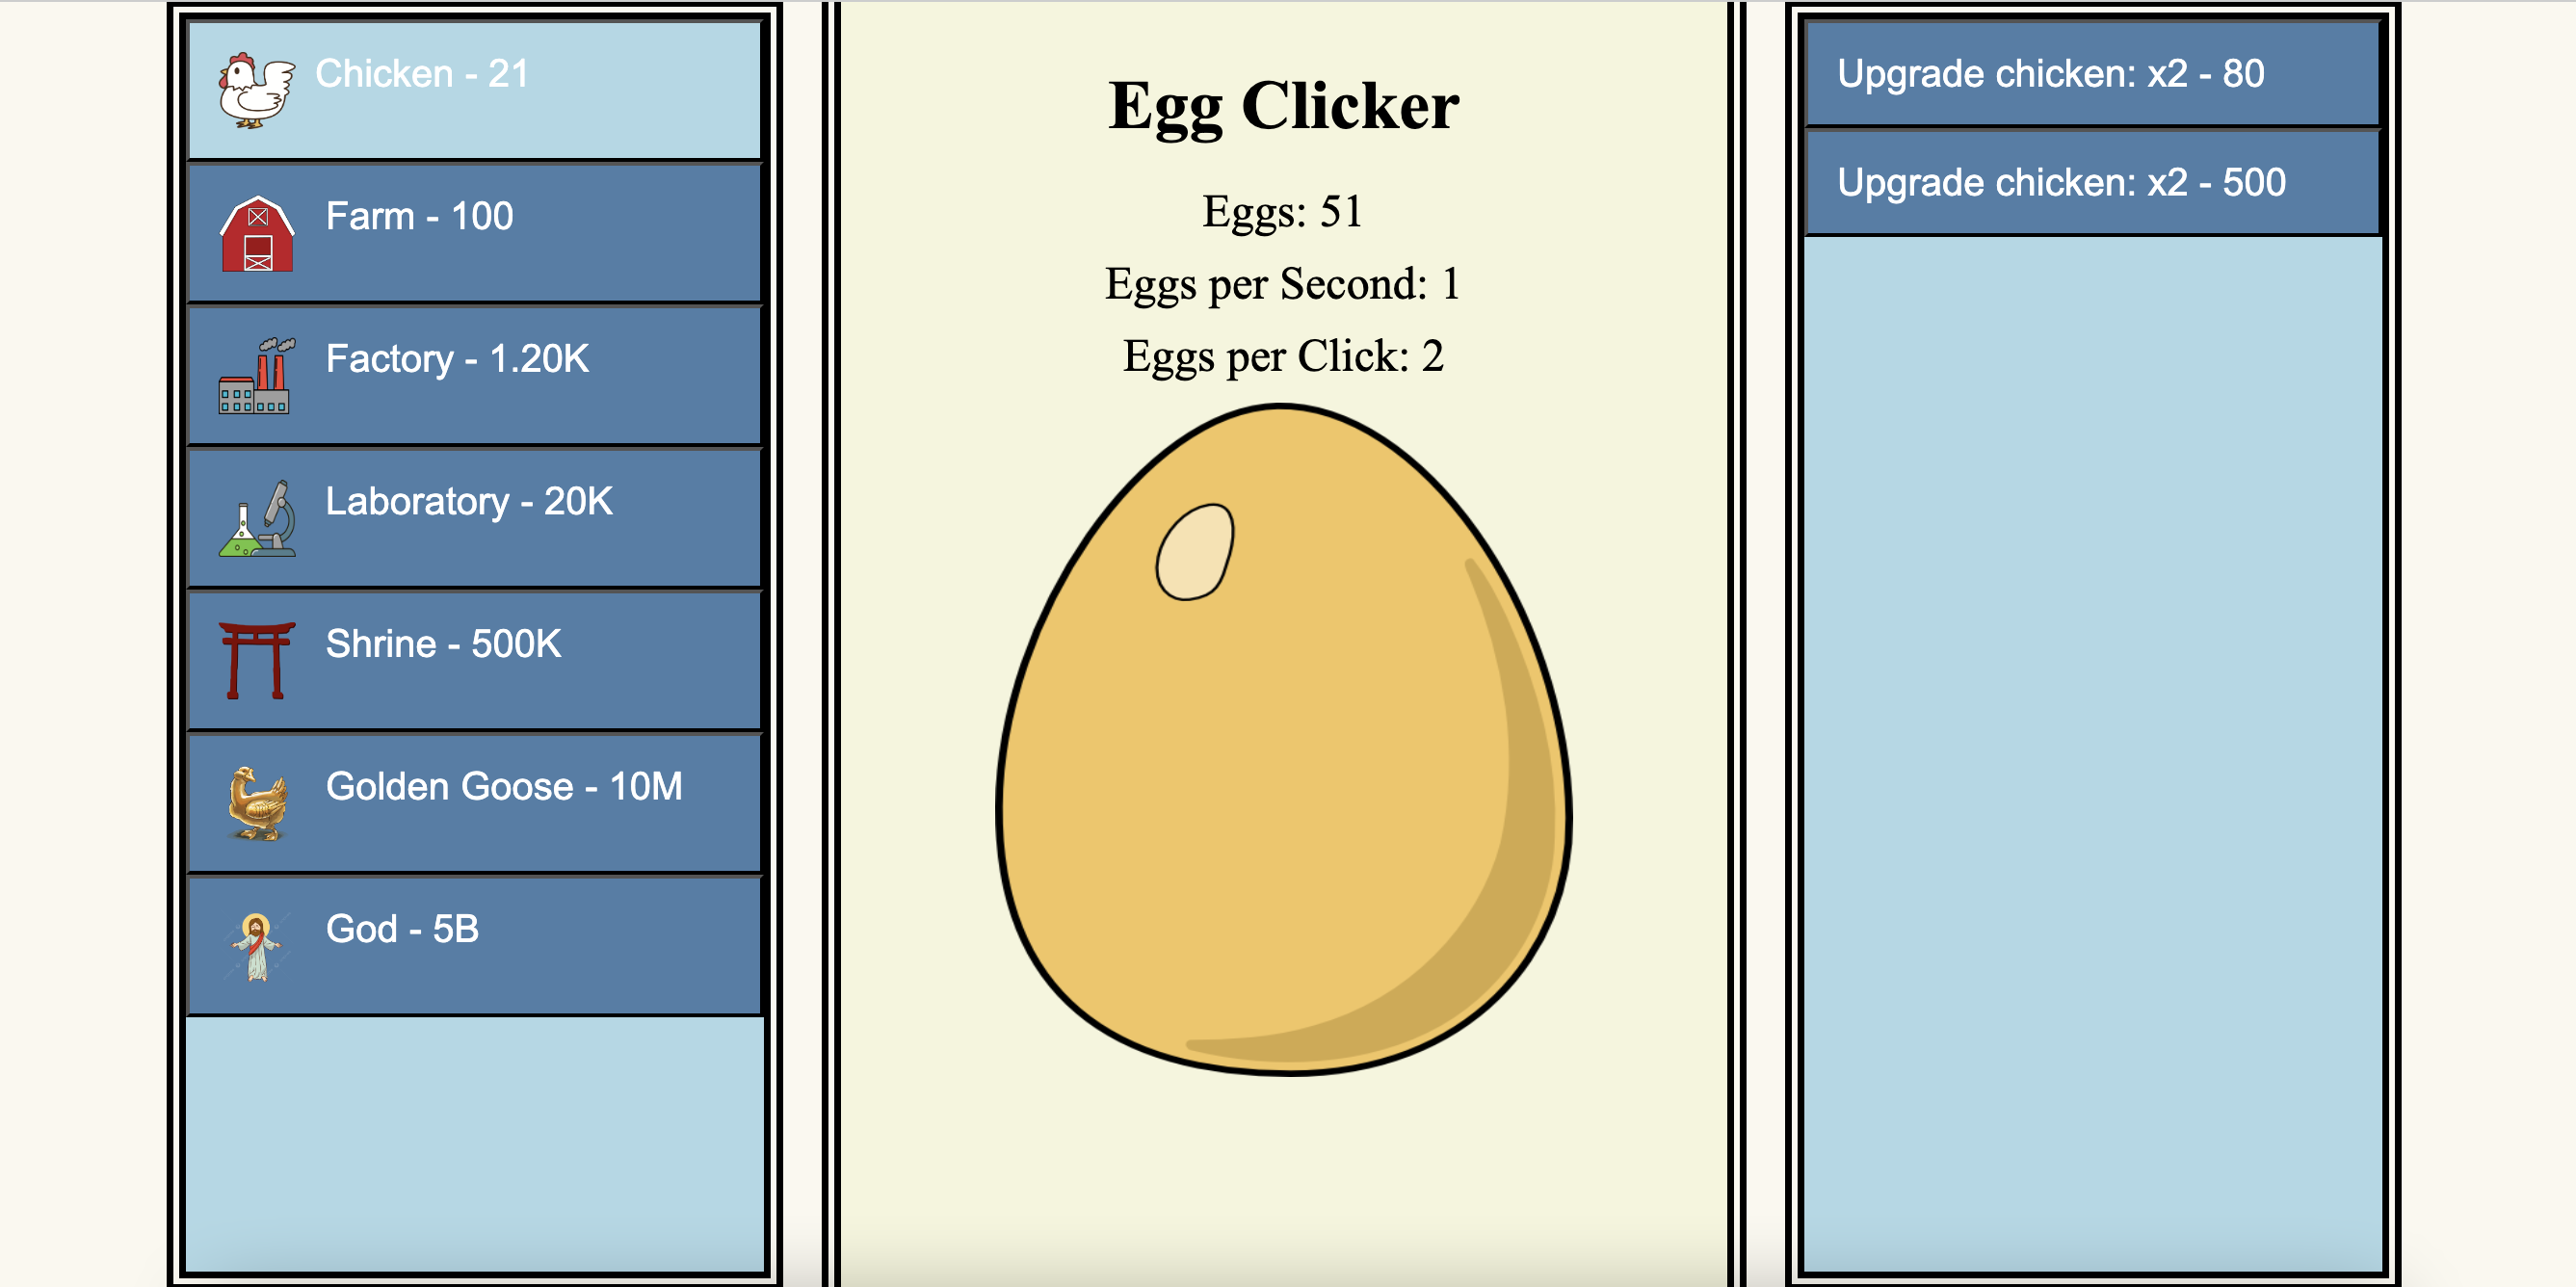 Chicken - 21
Farm - 100
Factory - 1.20K
Laboratory - 20K
Shrine - 500K
Golden Goose - 10M
God - 5B
Egg Clicker
Eggs: 51
Eggs per Second: 1
Eggs per Click: 2
Upgrade chicken: x2 - 80
Upgrade chicken: x2 - 500